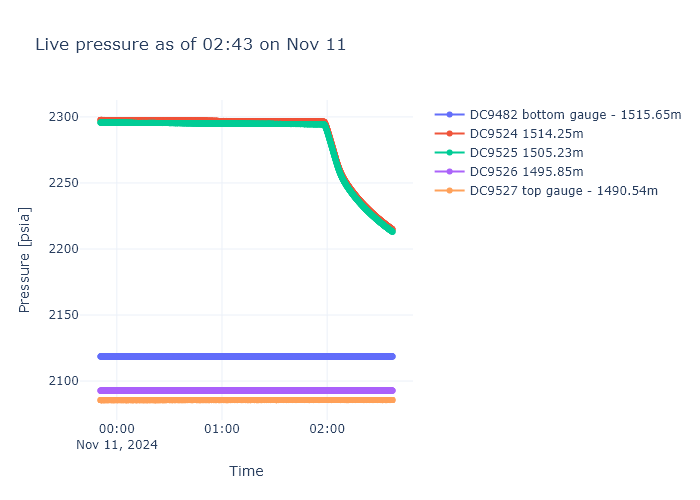 Live pressure as of 02:43 on Nov 11
DC9482 bottom gauge - 1515.65m
DC9524 1514.25m
DC9525 1505.23m
DC9526 1495.85m
DC9527 top gauge - 1490.54m
Pressure [psia]
2300
2250
2200
2150
2100
00:00
01:00
02:00
Nov 11, 2024
Time